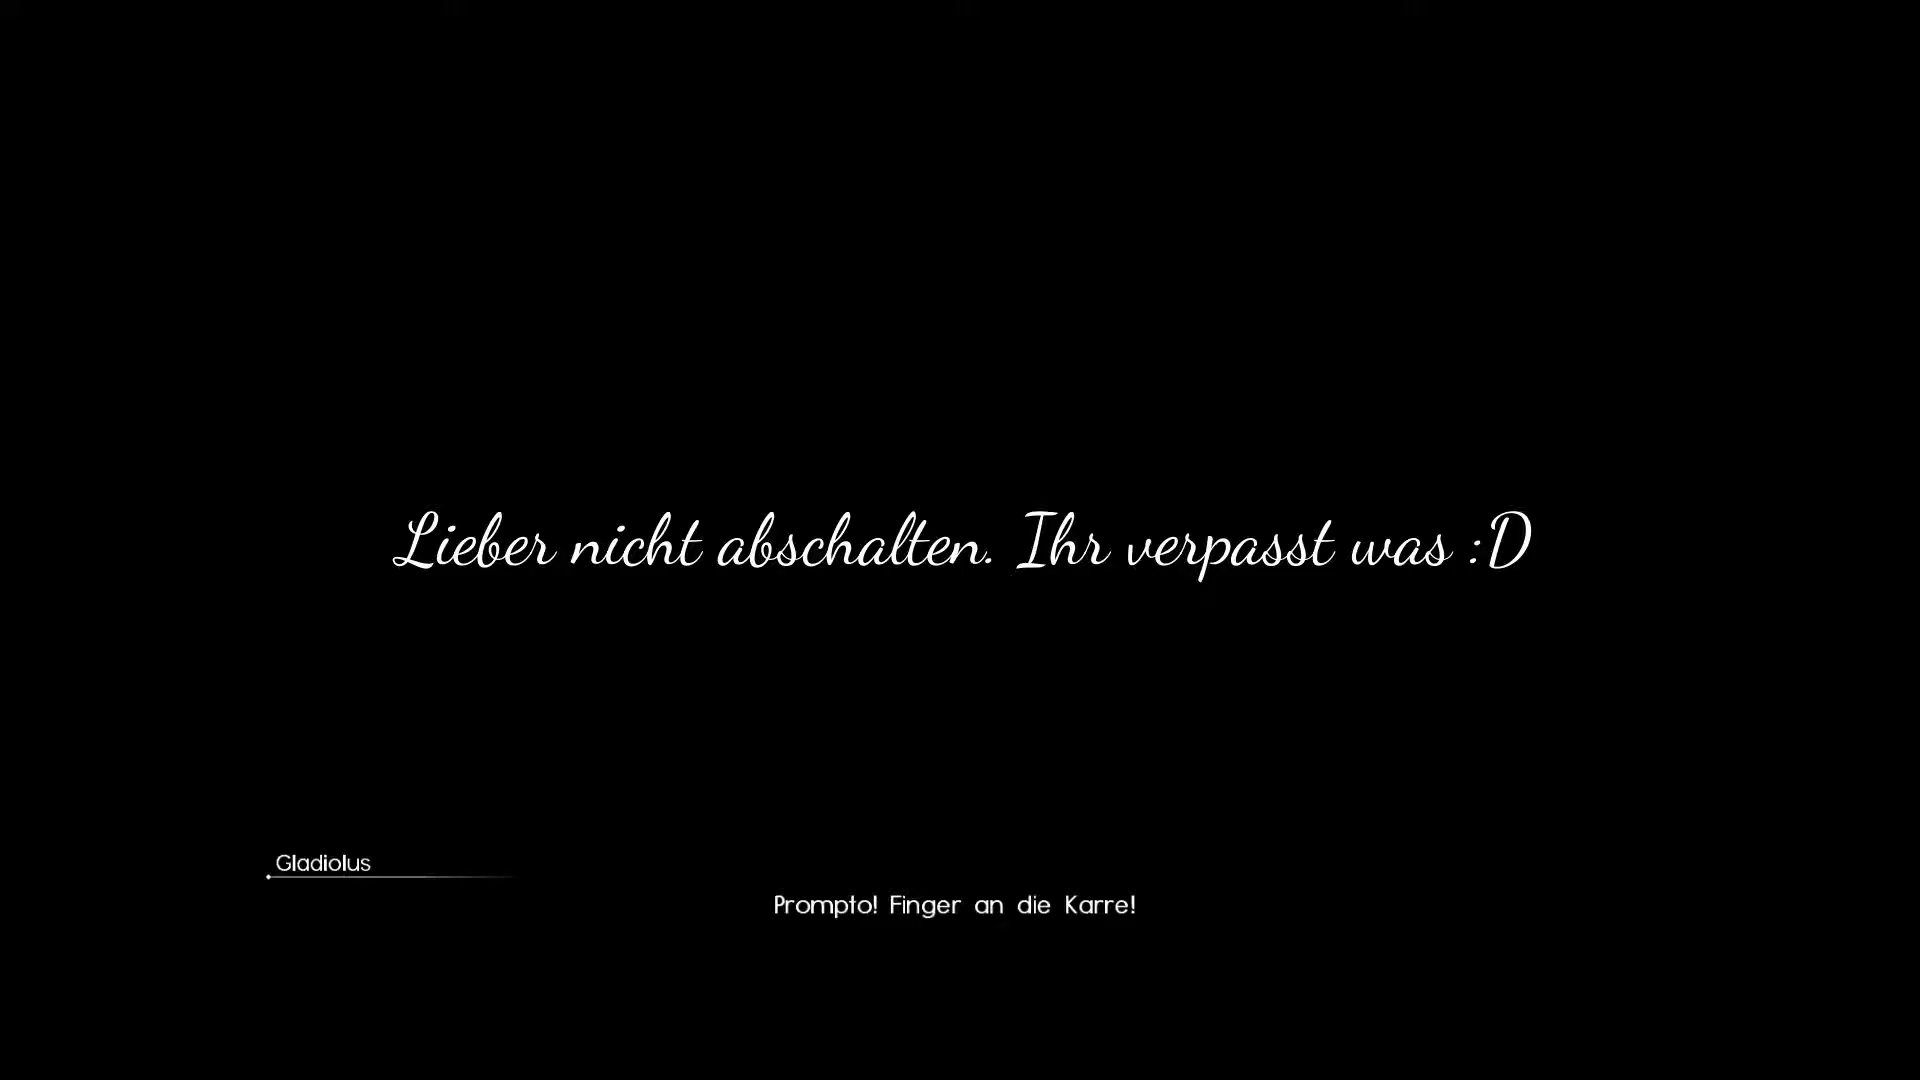 Lieber nicht abschalten. Ihr verpasst was :D
Gladiolus
Prompto! Finger an die Karre!